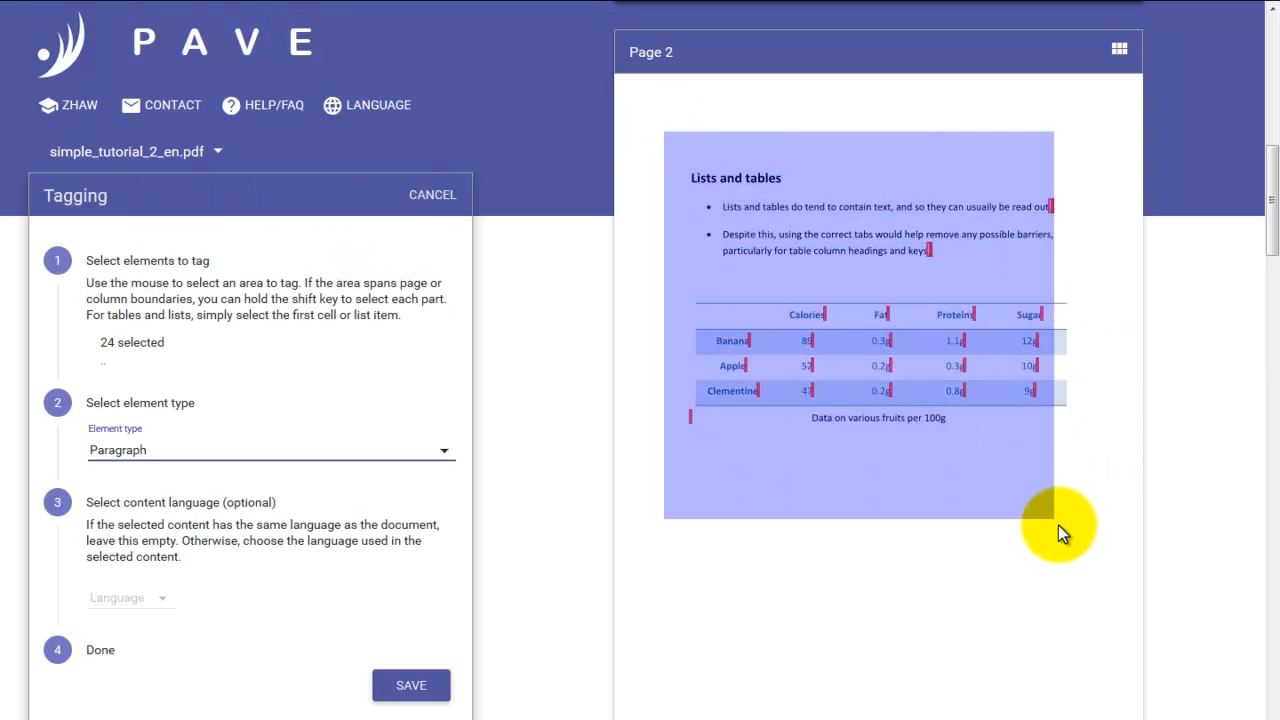 P A V E
ZHAW CONTACT HELP/FAQ LANGUAGE
simple_tutorial_2_en.pdf
Tagging CANCEL
1 Select elements to tag
Use the mouse to select an area to tag. If the area spans page or
column boundaries, you can hold the shift key to select each part.
For tables and lists, simply select the first cell or list item.
24 selected
..
2 Select element type
Element type
Paragraph
3 Select content language (optional)
If the selected content has the same language as the document,
leave this empty. Otherwise, choose the language used in the
selected content.
Language
4 Done
SAVE
Page 2
Lists and tables
• Lists and tables do tend to contain text, and so they can usually be read out
• Despite this, using the correct tabs would help remove any possible barriers,
particularly for table column headings and keys
Calories Fat Proteins Sugar
Banana 89 0.3g 1.1g 12g
Apple 52 0.2g 0.3g 10g
Clementine 47 0.2g 0.8g 9g
Data on various fruits per 100g